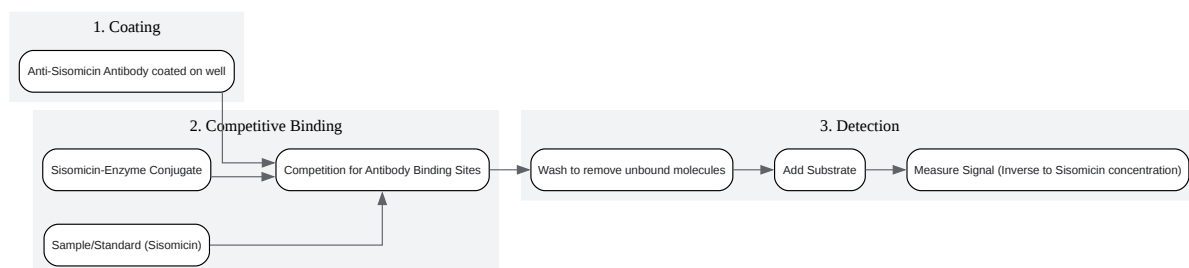 1. Coating
Anti-Sisomicin Antibody coated on well
2. Competitive Binding
Sisomicin-Enzyme Conjugate
Competition for Antibody Binding Sites
Sample/Standard (Sisomicin)
3. Detection
Wash to remove unbound molecules
Add Substrate
Measure Signal (Inverse to Sisomicin concentration)